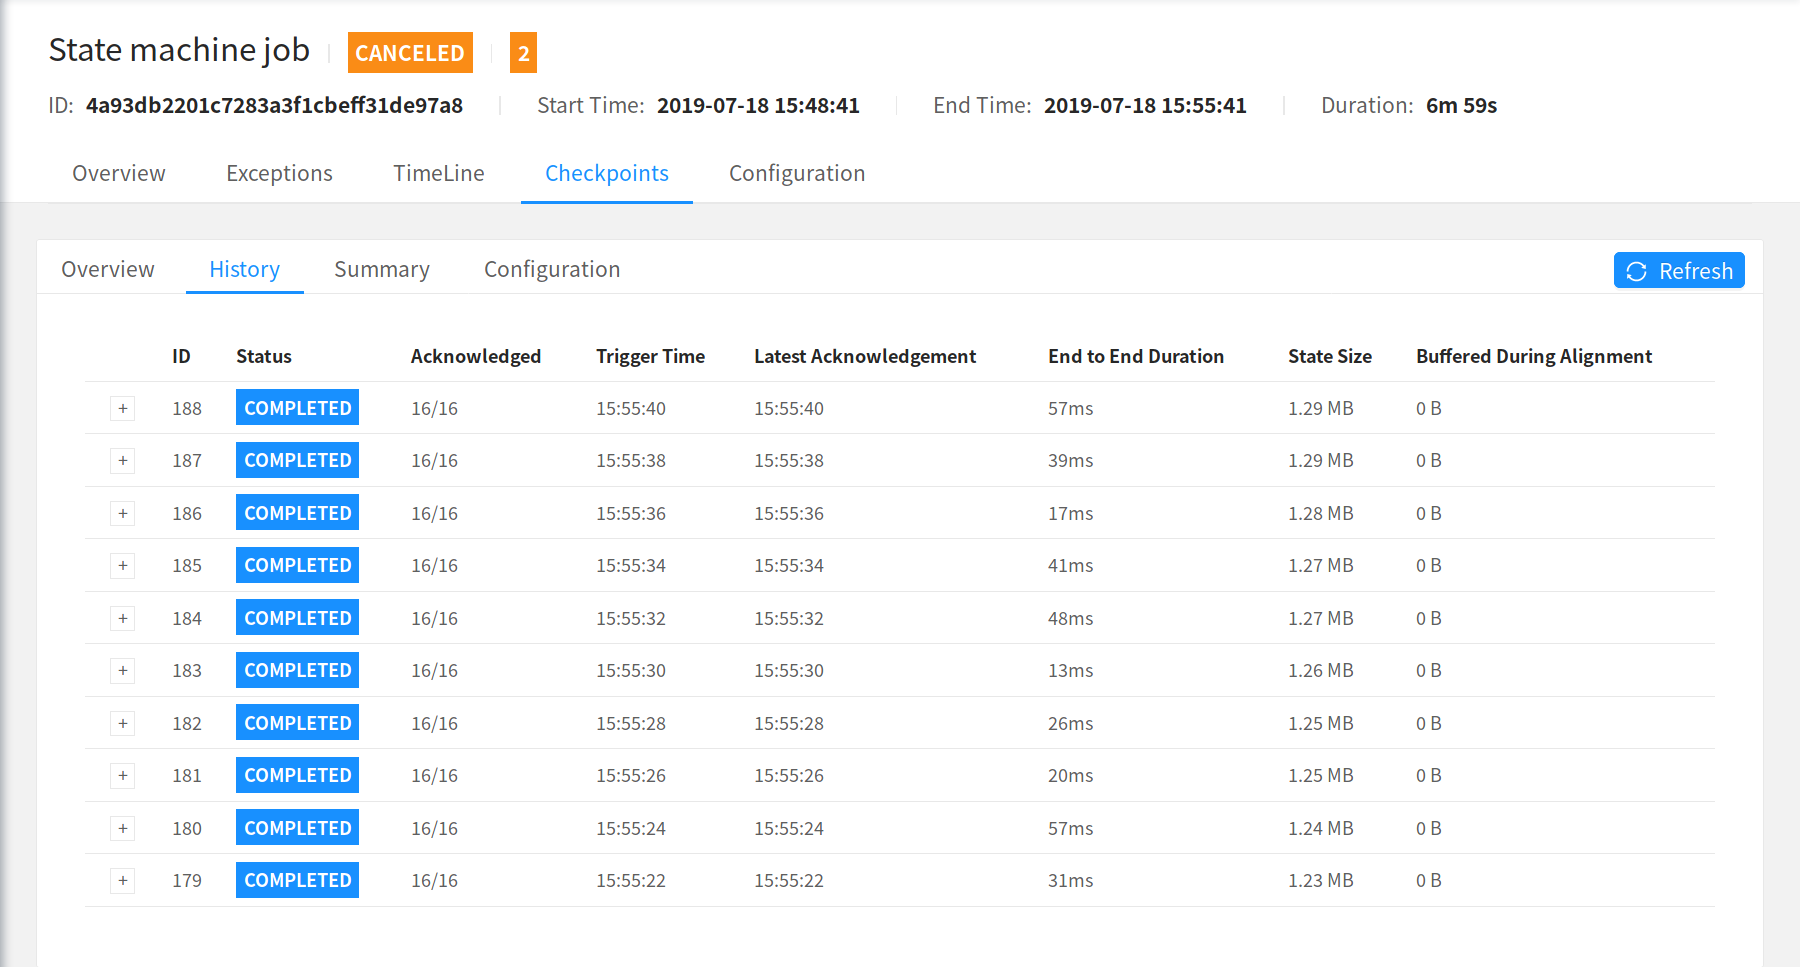 State machine job CANCELED 2
ID: 4a93db2201c7283a3f1cbeff31de97a8 Start Time: 2019-07-18 15:48:41 End Time: 2019-07-18 15:55:41 Duration: 6m 59s
Overview Exceptions TimeLine Checkpoints Configuration
Overview History Summary Configuration Refresh
ID Status Acknowledged Trigger Time Latest Acknowledgement End to End Duration State Size Buffered During Alignment
+ 188 COMPLETED 16/16 15:55:40 15:55:40 57ms 1.29 MB 0 B
+ 187 COMPLETED 16/16 15:55:38 15:55:38 39ms 1.29 MB 0 B
+ 186 COMPLETED 16/16 15:55:36 15:55:36 17ms 1.28 MB 0 B
+ 185 COMPLETED 16/16 15:55:34 15:55:34 41ms 1.27 MB 0 B
+ 184 COMPLETED 16/16 15:55:32 15:55:32 48ms 1.27 MB 0 B
+ 183 COMPLETED 16/16 15:55:30 15:55:30 13ms 1.26 MB 0 B
+ 182 COMPLETED 16/16 15:55:28 15:55:28 26ms 1.25 MB 0 B
+ 181 COMPLETED 16/16 15:55:26 15:55:26 20ms 1.25 MB 0 B
+ 180 COMPLETED 16/16 15:55:24 15:55:24 57ms 1.24 MB 0 B
+ 179 COMPLETED 16/16 15:55:22 15:55:22 31ms 1.23 MB 0 B